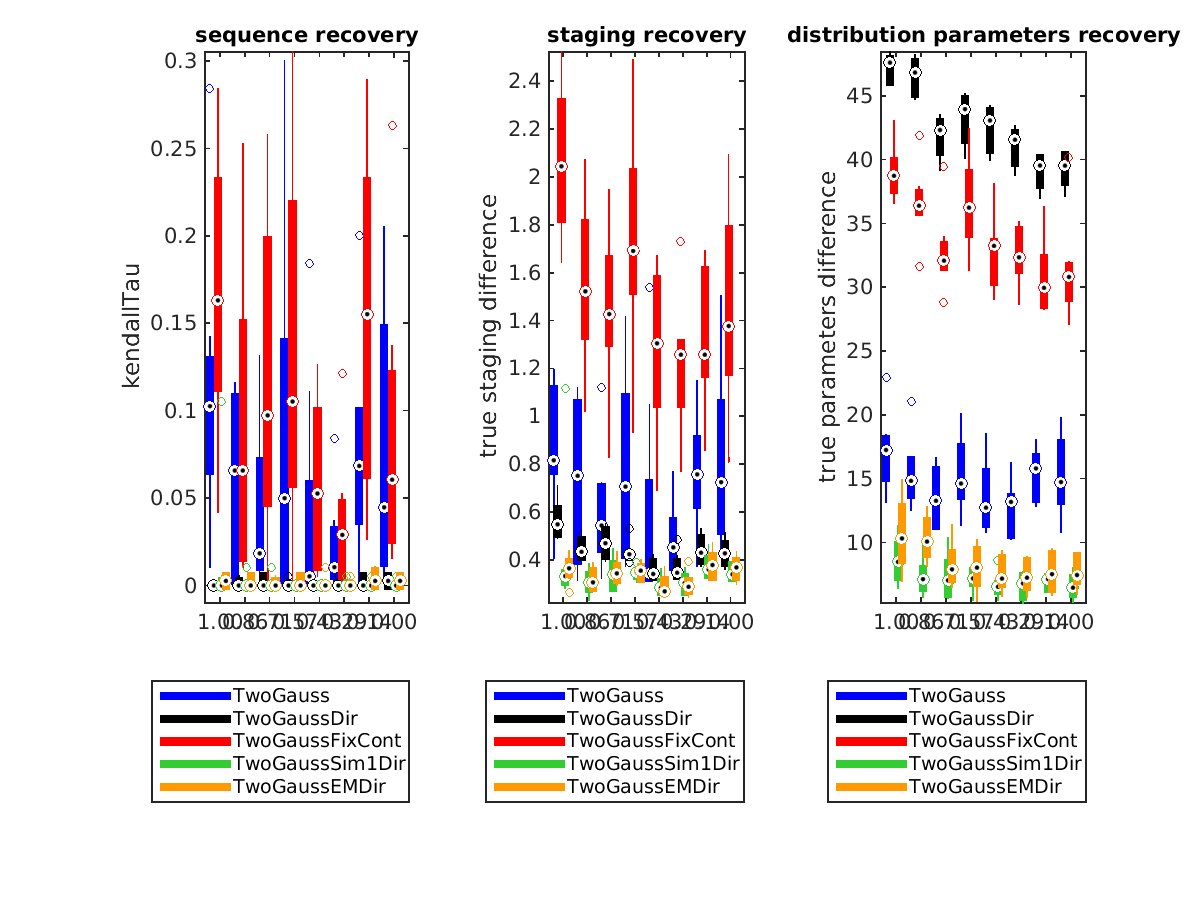 sequence recovery
kendallTau
0.3
0.25
0.2
0.15
0.1
0.05
0
TwoGauss
TwoGaussDir
TwoGaussFixCont
TwoGaussSim1Dir
TwoGaussEMDir
staging recovery
true staging difference
2.4
2.2
2
1.8
1.6
1.4
1.2
1
0.8
0.6
0.4
TwoGauss
TwoGaussDir
TwoGaussFixCont
TwoGaussSim1Dir
TwoGaussEMDir
distribution parameters recovery
true parameters difference
45
40
35
30
25
20
15
10
TwoGauss
TwoGaussDir
TwoGaussFixCont
TwoGaussSim1Dir
TwoGaussEMDir